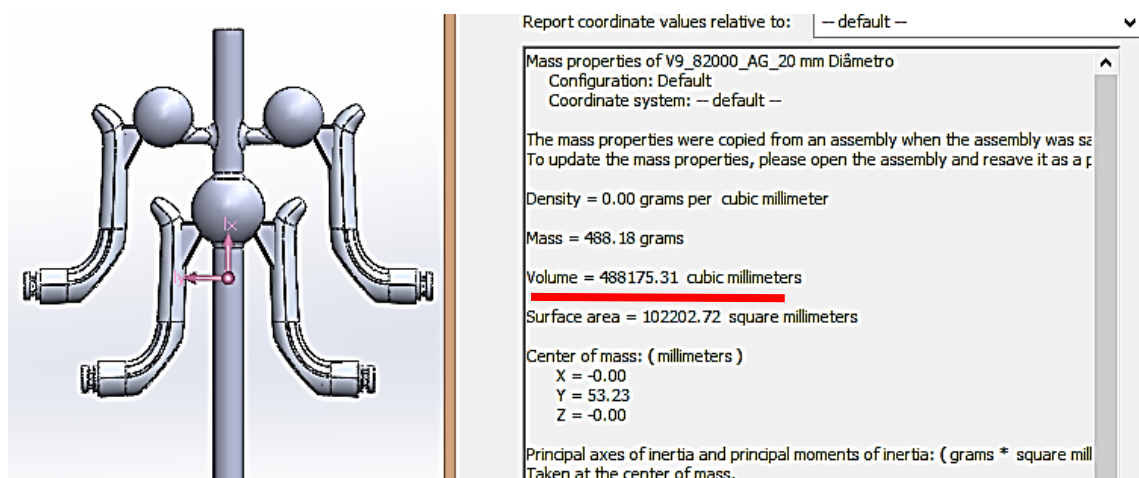 Report coordinate values relative to: -- default --
Mass properties of V9_82000_AG_20 mm Diâmetro
Configuration: Default
Coordinate system: -- default --
The mass properties were copied from an assembly when the assembly was sa
To update the mass properties, please open the assembly and resave it as a p
Density = 0.00 grams per cubic millimeter
Mass = 488.18 grams
Volume = 488175.31 cubic millimeters
Surface area = 102202.72 square millimeters
Center of mass: ( millimeters )
X = -0.00
Y = 53.23
Z = -0.00
Principal axes of inertia and principal moments of inertia: ( grams * square mill
Taken at the center of mass.
Ix
Iy